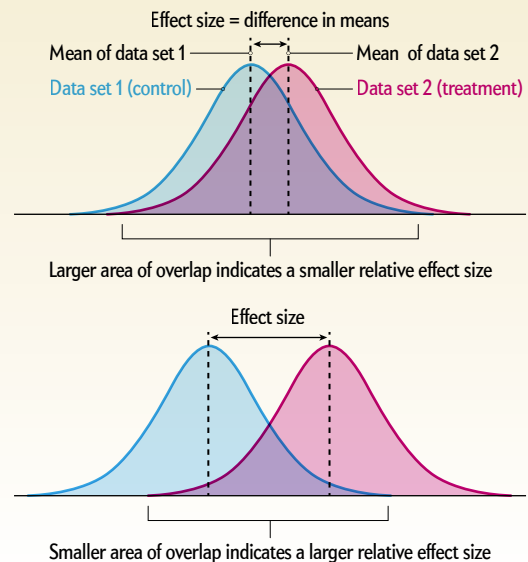 Effect size = difference in means
Mean of data set 1
Mean of data set 2
Data set 1 (control)
Data set 2 (treatment)
Larger area of overlap indicates a smaller relative effect size
Effect size
Smaller area of overlap indicates a larger relative effect size